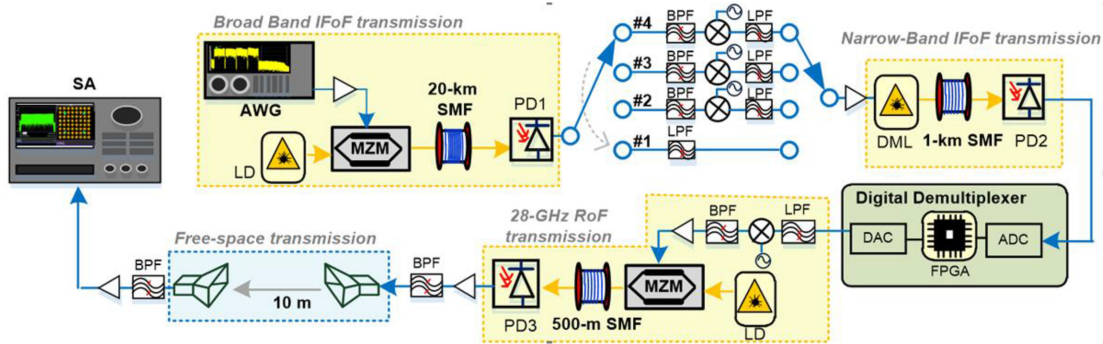 Broad Band IFoF transmission
AWG
20-km
SMF
PD1
LD
MZM
SA
#4
BPF
LPF
#3
BPF
LPF
#2
BPF
LPF
#1
LPF
Narrow-Band IFoF transmission
DML
1-km SMF
PD2
Digital Demultiplexer
DAC
FPGA
ADC
28-GHz RoF
transmission
BPF
LPF
MZM
LD
500-m SMF
PD3
BPF
Free-space transmission
10 m
BPF